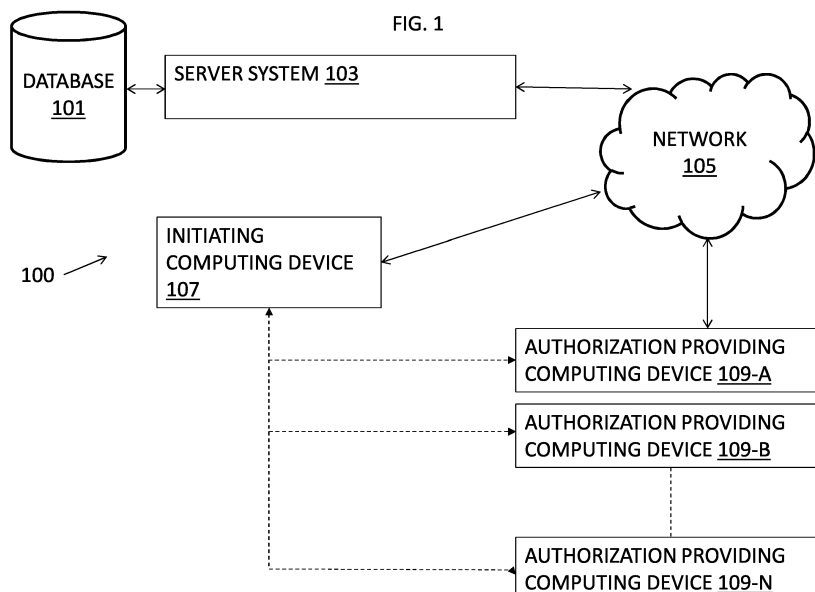 FIG. 1
DATABASE
101
SERVER SYSTEM 103
NETWORK
105
INITIATING
COMPUTING DEVICE
107
100
AUTHORIZATION PROVIDING
COMPUTING DEVICE 109-A
AUTHORIZATION PROVIDING
COMPUTING DEVICE 109-B
AUTHORIZATION PROVIDING
COMPUTING DEVICE 109-N